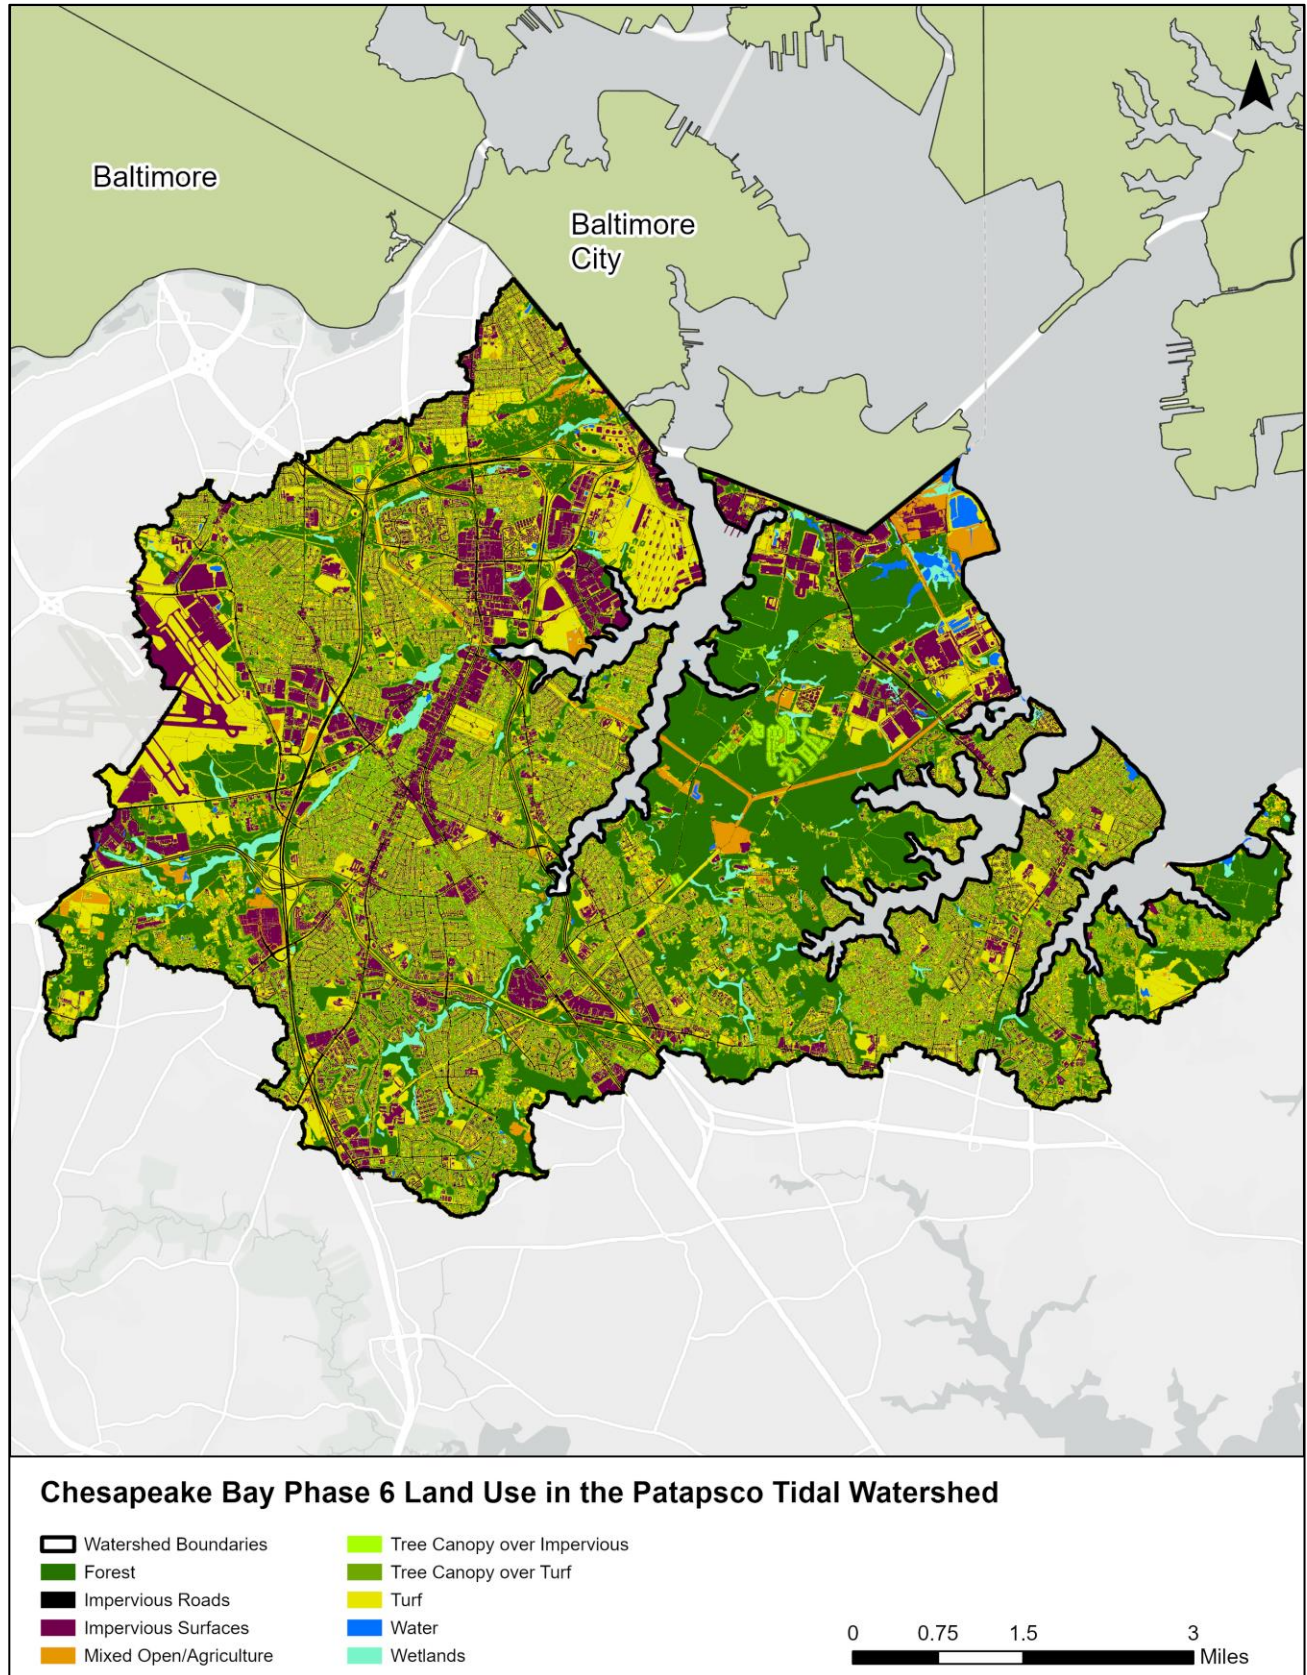 N
Baltimore
Baltimore
City
Chesapeake Bay Phase 6 Land Use in the Patapsco Tidal Watershed
Watershed Boundaries
Forest
Impervious Roads
Impervious Surfaces
Mixed Open/Agriculture
Tree Canopy over Impervious
Tree Canopy over Turf
Turf
Water
Wetlands
0 0.75 1.5 3
Miles